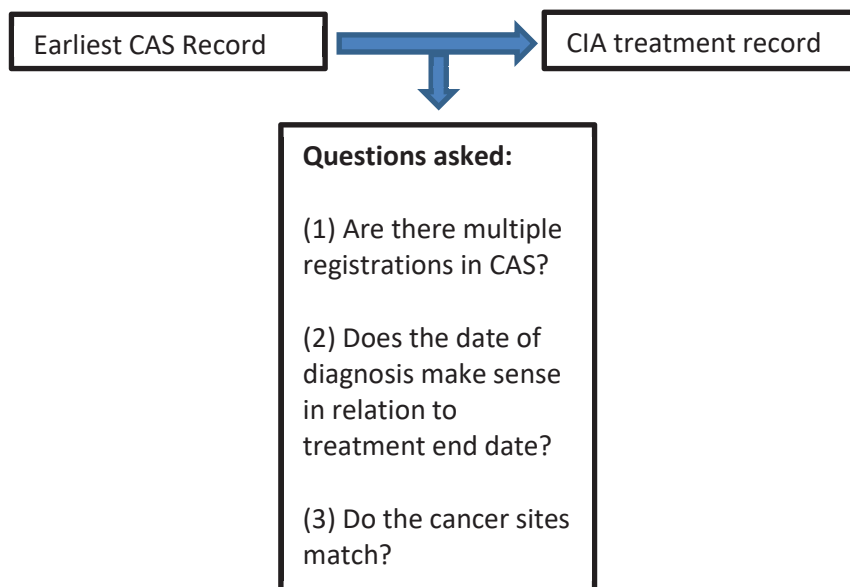 Earliest CAS Record
CIA treatment record
Questions asked:
(1) Are there multiple
registrations in CAS?
(2) Does the date of
diagnosis make sense
in relation to
treatment end date?
(3) Do the cancer sites
match?